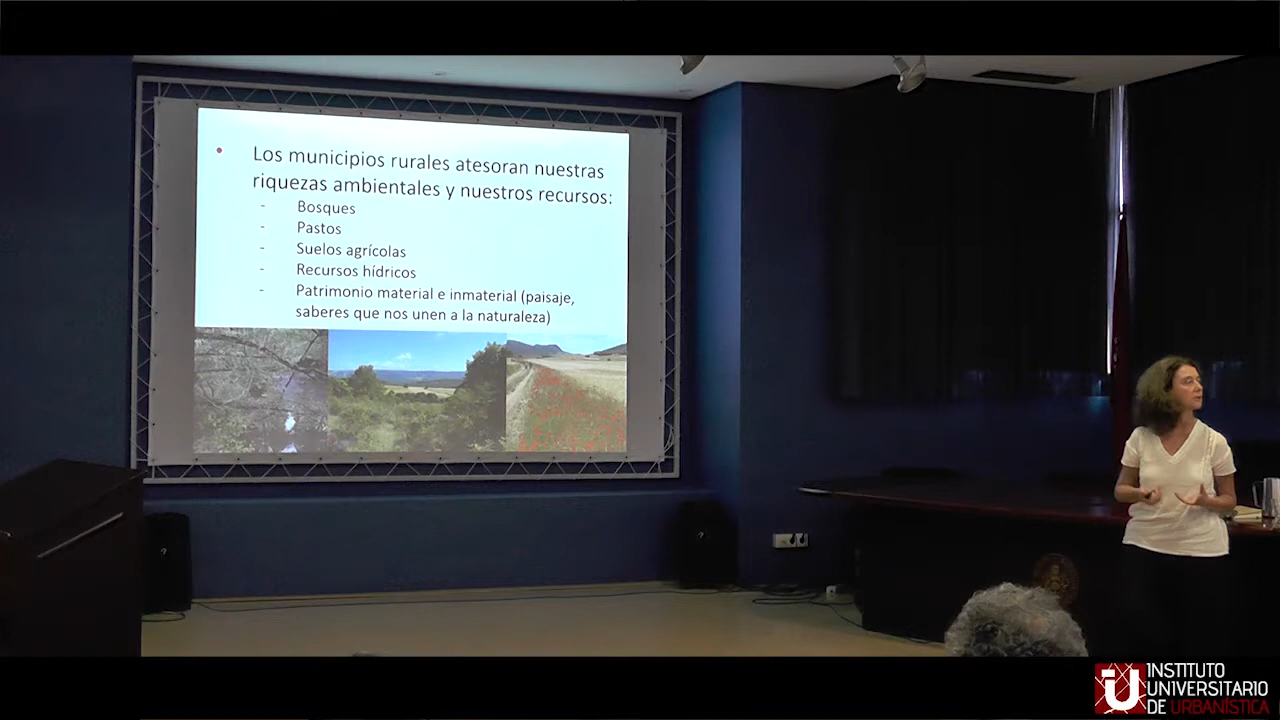 Los municipios rurales atesoran nuestras
riquezas ambientales y nuestros recursos:
- Bosques
- Pastos
- Suelos agrícolas
- Recursos hídricos
- Patrimonio material e inmaterial (paisaje,
saberes que nos unen a la naturaleza)
iU INSTITUTO
UNIVERSITARIO
DE URBANÍSTICA